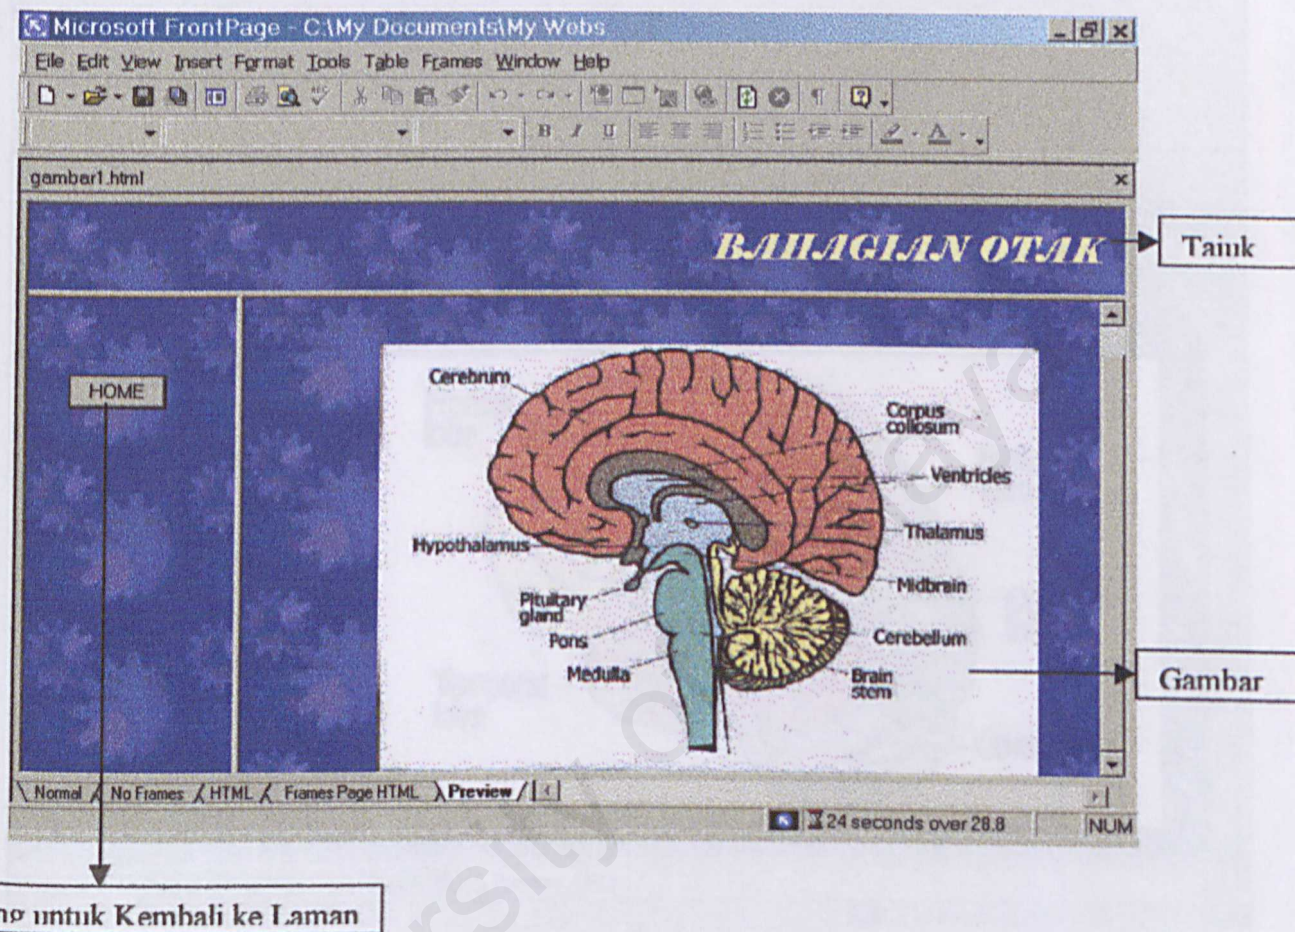 Microsoft FrontPage - C:\My Documents\My Webs
File Edit View Insert Format Tools Table Frames Window Help
B I U
gambar1.html
BAHAGIAN OTAK
Tajuk
HOME
Cerebrum
Corpus
collosum
Ventricles
Thalamus
Hypothalamus
Midbrain
Pituitary
gland
Pons
Cerebellum
Medulla
Brain
stem
Gambar
Normal No Frames HTML Frames Page HTML Preview
24 seconds over 28.8
NUM
untuk Kembali ke Laman